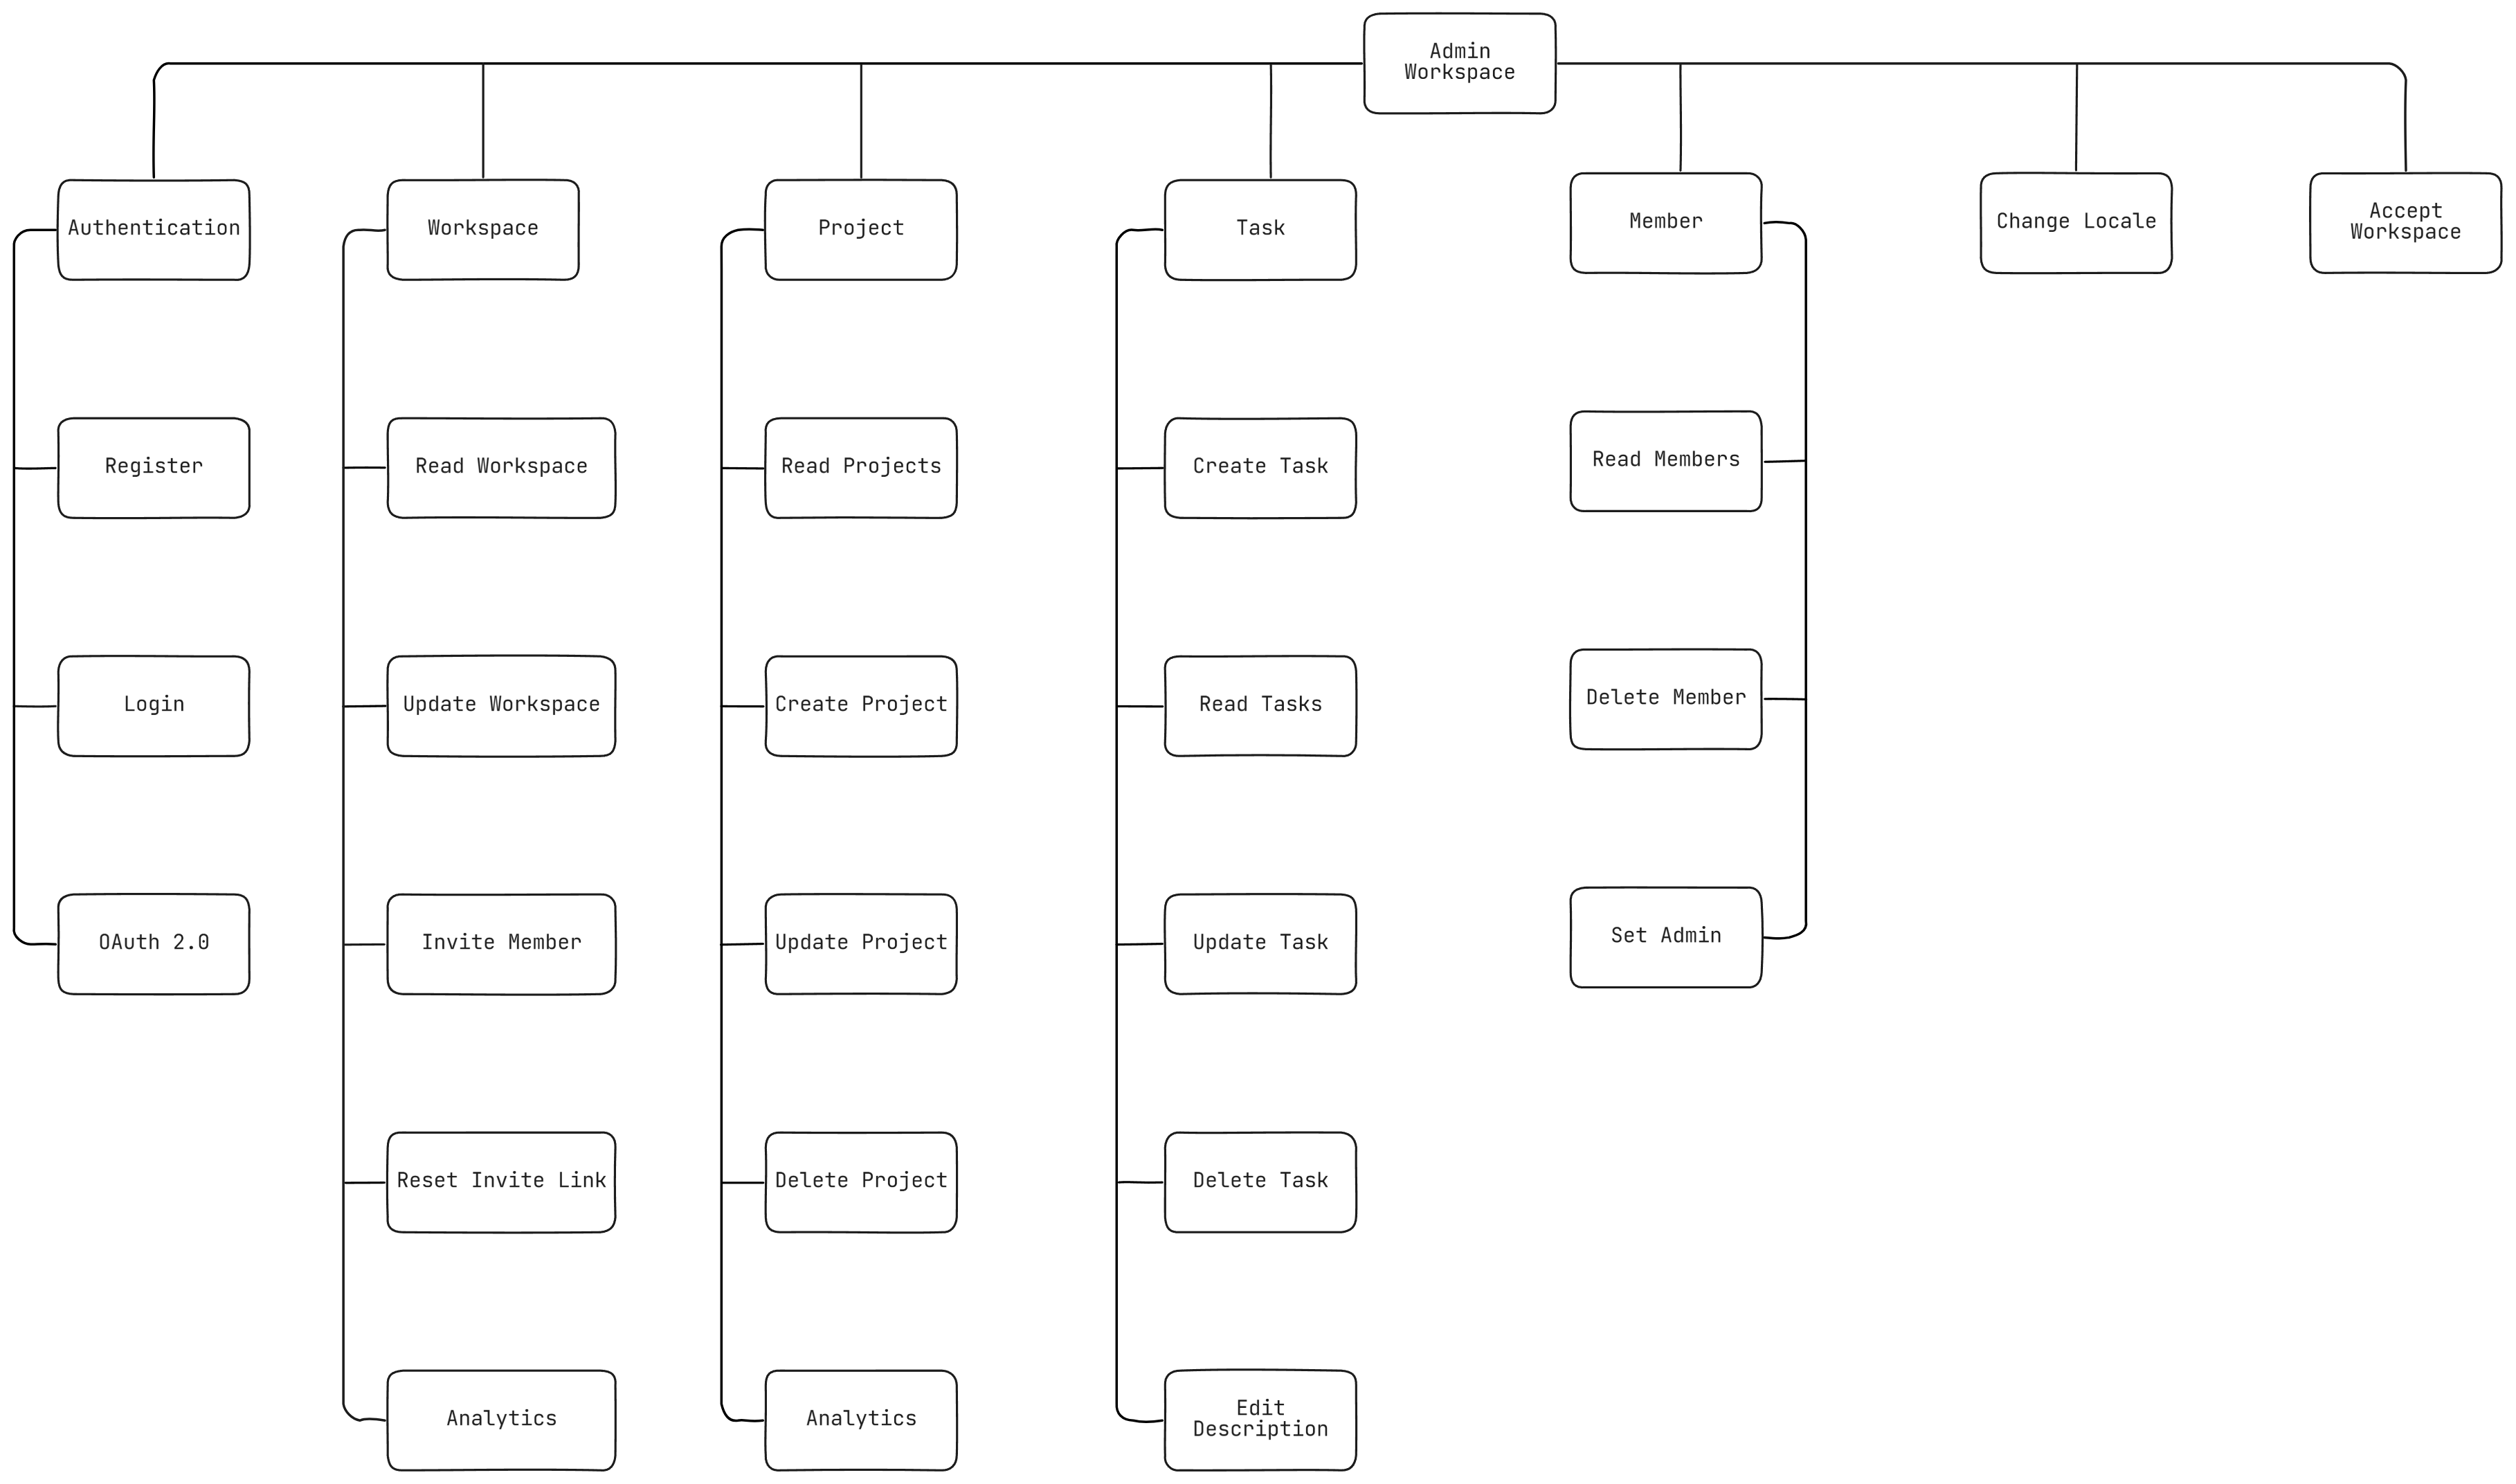 Admin
Workspace
Authentication
Workspace
Project
Task
Member
Change Locale
Accept
Workspace
Register
Read Workspace
Read Projects
Create Task
Read Members
Login
Update Workspace
Create Project
Read Tasks
Delete Member
OAuth 2.0
Invite Member
Update Project
Update Task
Set Admin
Reset Invite Link
Delete Project
Delete Task
Analytics
Analytics
Edit
Description